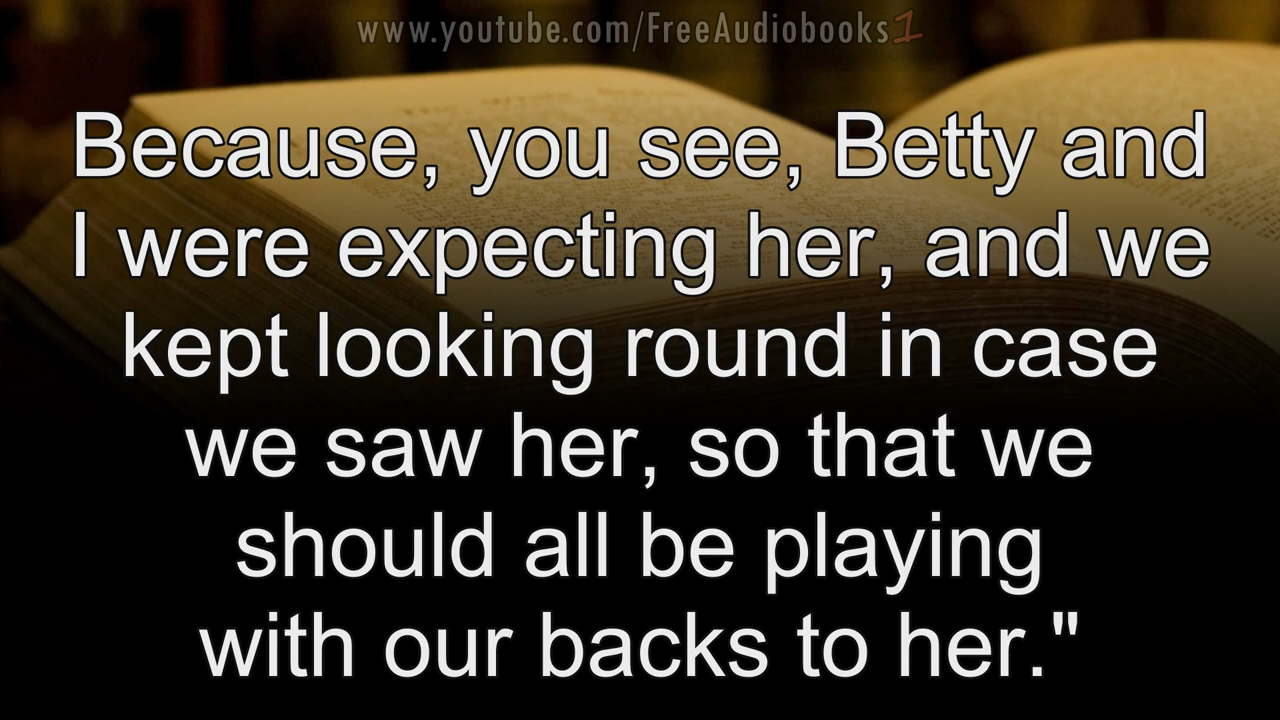 www.youtube.com/FreeAudiobooks1
Because, you see, Betty and
I were expecting her, and we
kept looking round in case
we saw her, so that we
should all be playing
with our backs to her."